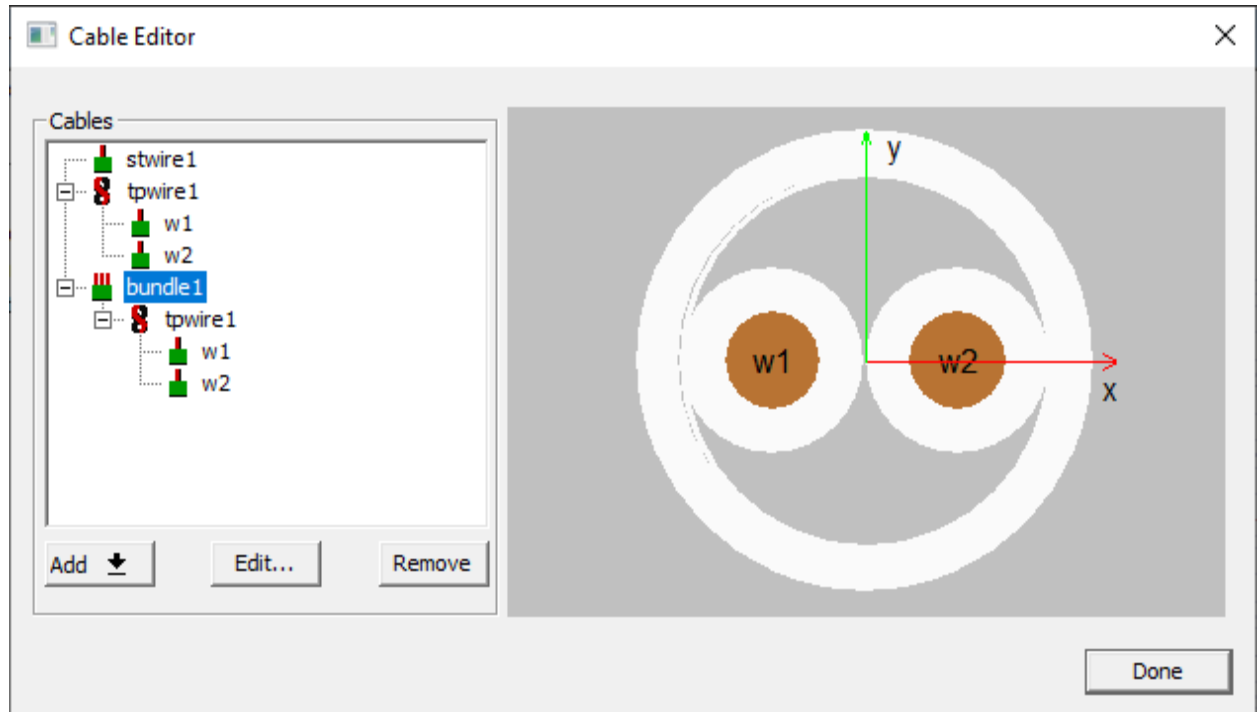 Cable Editor
Cables
stwire1
tpwire1
w1
w2
bundle1
tpwire1
w1
w2
Add
Edit...
Remove
y
w1
w2
x
Done